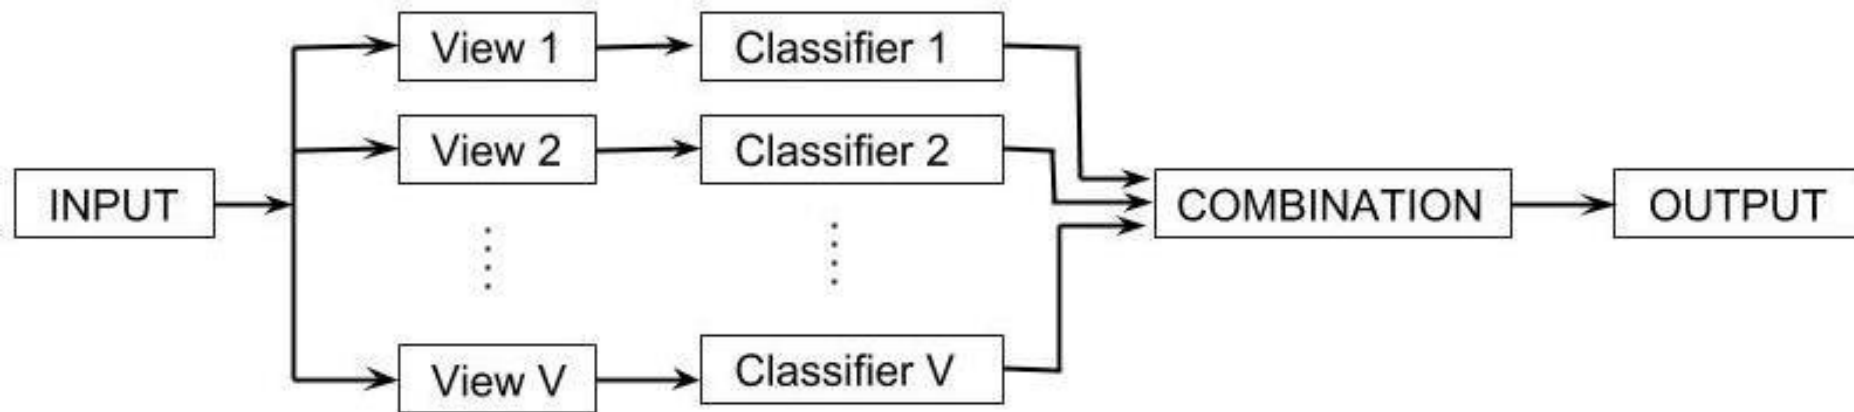 View 1
Classifier 1
View 2
Classifier 2
INPUT
COMBINATION
OUTPUT
View V
Classifier V